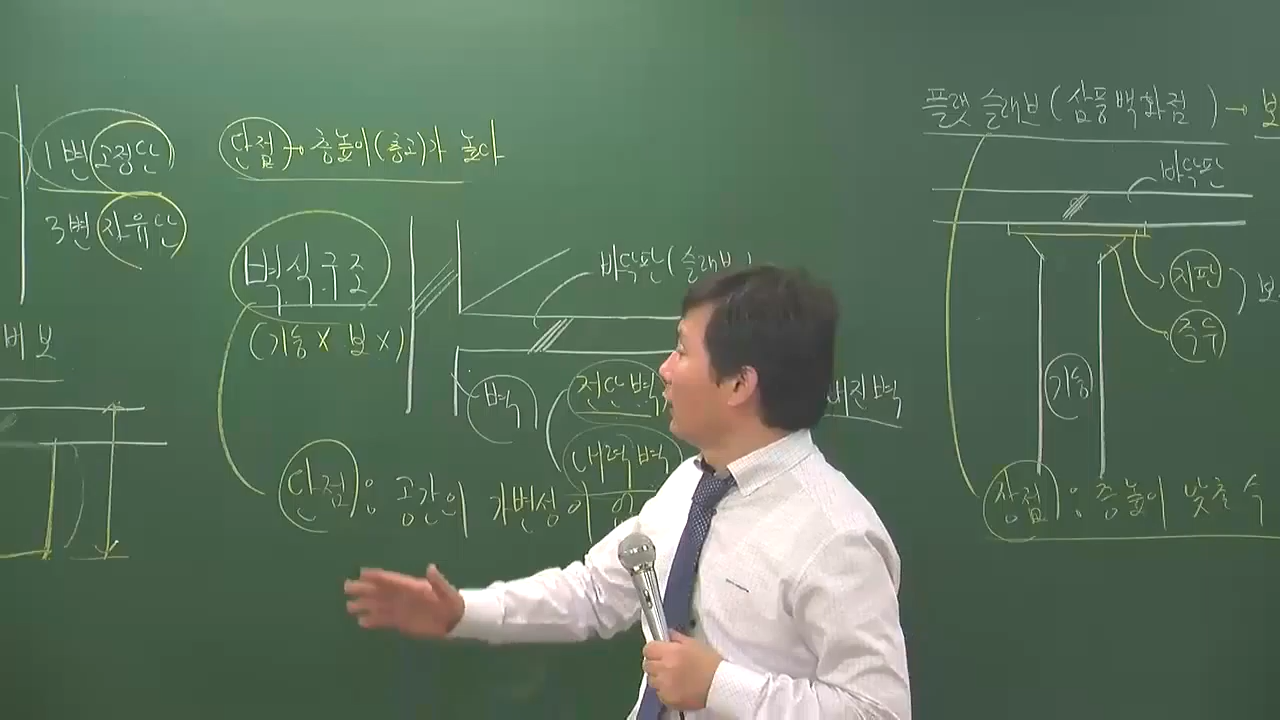 1변 고정단
3변 자유단
버 보
단점 → 층높이(층고)가 높다
벽식구조
(기둥 x 보 x)
바닥판(슬래브)
벽
전단벽
내력벽
내진벽
단점 : 공간의 가변성이
플랫 슬래브(삼풍백화점) → 보
바닥판
지판
주두
기둥
장점 : 층높이 낮출 수